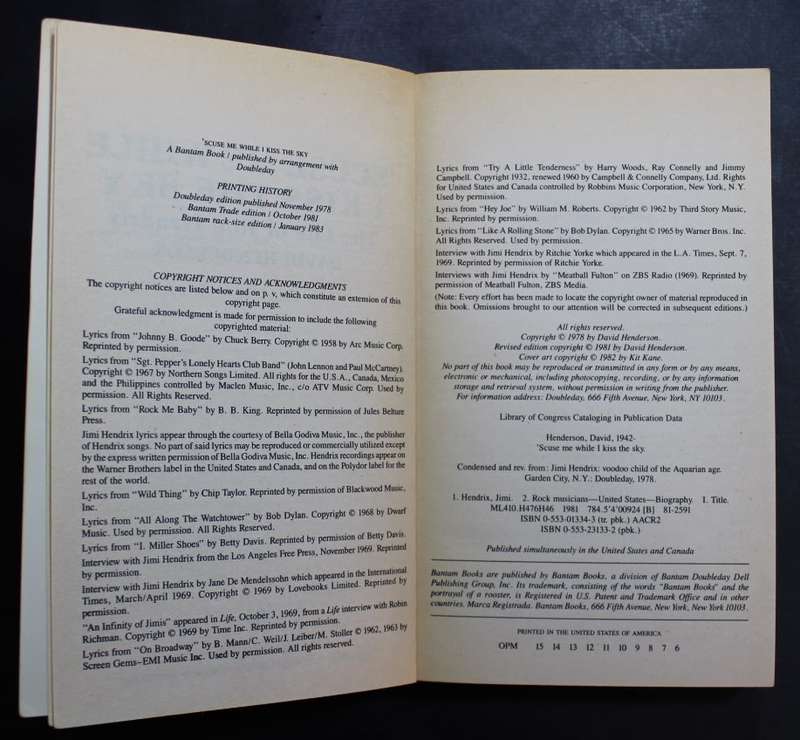 'SCUSE ME WHILE I KISS THE SKY
A Bantam Book / published by arrangement with
Doubleday
PRINTING HISTORY
Doubleday edition published November 1978
Bantam Trade edition / October 1981
Bantam rack-size edition / January 1983
COPYRIGHT NOTICES AND ACKNOWLEDGMENTS
The copyright notices are listed below and on p. v, which constitute an extension of this
copyright page.
Grateful acknowledgment is made for permission to include the following
copyrighted material:
Lyrics from "Johnny B. Goode" by Chuck Berry. Copyright © 1958 by Arc Music Corp.
Reprinted by permission.
Lyrics from "Sgt. Pepper's Lonely Hearts Club Band" (John Lennon and Paul McCartney).
Copyright © 1967 by Northern Songs Limited. All rights for the U.S.A., Canada, Mexico
and the Philippines controlled by Maclen Music, Inc., c/o ATV Music Corp. Used by
permission. All Rights Reserved.
Lyrics from "Rock Me Baby" by B. B. King. Reprinted by permission of Jules Belture
Press.
Jimi Hendrix lyrics appear through the courtesy of Bella Godiva Music, Inc., the publisher
of Hendrix songs. No part of said lyrics may be reproduced or commercially utilized except
by the express written permission of Bella Godiva Music, Inc. Hendrix recordings appear on
the Warner Brothers label in the United States and Canada, and on the Polydor label for the
rest of the world.
Lyrics from "Wild Thing" by Chip Taylor. Reprinted by permission of Blackwood Music,
Inc.
Lyrics from "All Along The Watchtower" by Bob Dylan. Copyright © 1968 by Dwarf
Music. Used by permission. All Rights Reserved.
Lyrics from "I. Miller Shoes" by Betty Davis. Reprinted by permission of Betty Davis.
Interview with Jimi Hendrix from the Los Angeles Free Press, November 1969. Reprinted
by permission.
Interview with Jimi Hendrix by Jane De Mendelssohn which appeared in the International
Times, March/April 1969. Copyright © 1969 by Lovebooks Limited. Reprinted by
permission.
"An Infinity of Jimis" appeared in Life, October 3, 1969, from a Life interview with Robin
Richman. Copyright © 1969 by Time Inc. Reprinted by permission.
Lyrics from "On Broadway" by B. Mann/C. Weil/J. Leiber/M. Stoller © 1962, 1963 by
Screen Gems–EMI Music Inc. Used by permission. All rights reserved.
Lyrics from "Try A Little Tenderness" by Harry Woods, Ray Connelly and Jimmy
Campbell. Copyright 1932, renewed 1960 by Campbell & Connelly Company, Ltd. Rights
for United States and Canada controlled by Robbins Music Corporation, New York, N.Y.
Used by permission.
Lyrics from "Hey Joe" by William M. Roberts. Copyright © 1962 by Third Story Music,
Inc. Reprinted by permission.
Lyrics from "Like A Rolling Stone" by Bob Dylan. Copyright © 1965 by Warner Bros. Inc.
All Rights Reserved. Used by permission.
Interview with Jimi Hendrix by Ritchie Yorke which appeared in the L.A. Times, Sept. 7,
1969. Reprinted by permission of Ritchie Yorke.
Interviews with Jimi Hendrix by "Meatball Fulton" on ZBS Radio (1969). Reprinted by
permission of Meatball Fulton, ZBS Media.
(Note: Every effort has been made to locate the copyright owner of material reproduced in
this book. Omissions brought to our attention will be corrected in subsequent editions.)
All rights reserved.
Copyright © 1978 by David Henderson.
Revised edition copyright © 1981 by David Henderson.
Cover art copyright © 1982 by Kit Kane.
No part of this book may be reproduced or transmitted in any form or by any means,
electronic or mechanical, including photocopying, recording, or by any information
storage and retrieval system, without permission in writing from the publisher.
For information address: Doubleday, 666 Fifth Avenue, New York, NY 10103.
Library of Congress Cataloging in Publication Data
Henderson, David, 1942-
'Scuse me while I kiss the sky.
Condensed and rev. from: Jimi Hendrix: voodoo child of the Aquarian age.
Garden City, N.Y.: Doubleday, 1978.
1. Hendrix, Jimi. 2. Rock musicians—United States—Biography. I. Title.
ML410.H476H46 1981 784.5'4'00924 [B] 81-2591
ISBN 0-553-01334-3 (tr. pbk.) AACR2
ISBN 0-553-23133-2 (pbk.)
Published simultaneously in the United States and Canada
Bantam Books are published by Bantam Books, a division of Bantam Doubleday Dell
Publishing Group, Inc. Its trademark, consisting of the words "Bantam Books" and the
portrayal of a rooster, is Registered in U.S. Patent and Trademark Office and in other
countries. Marca Registrada. Bantam Books, 666 Fifth Avenue, New York, New York 10103.
PRINTED IN THE UNITED STATES OF AMERICA
OPM 15 14 13 12 11 10 9 8 7 6